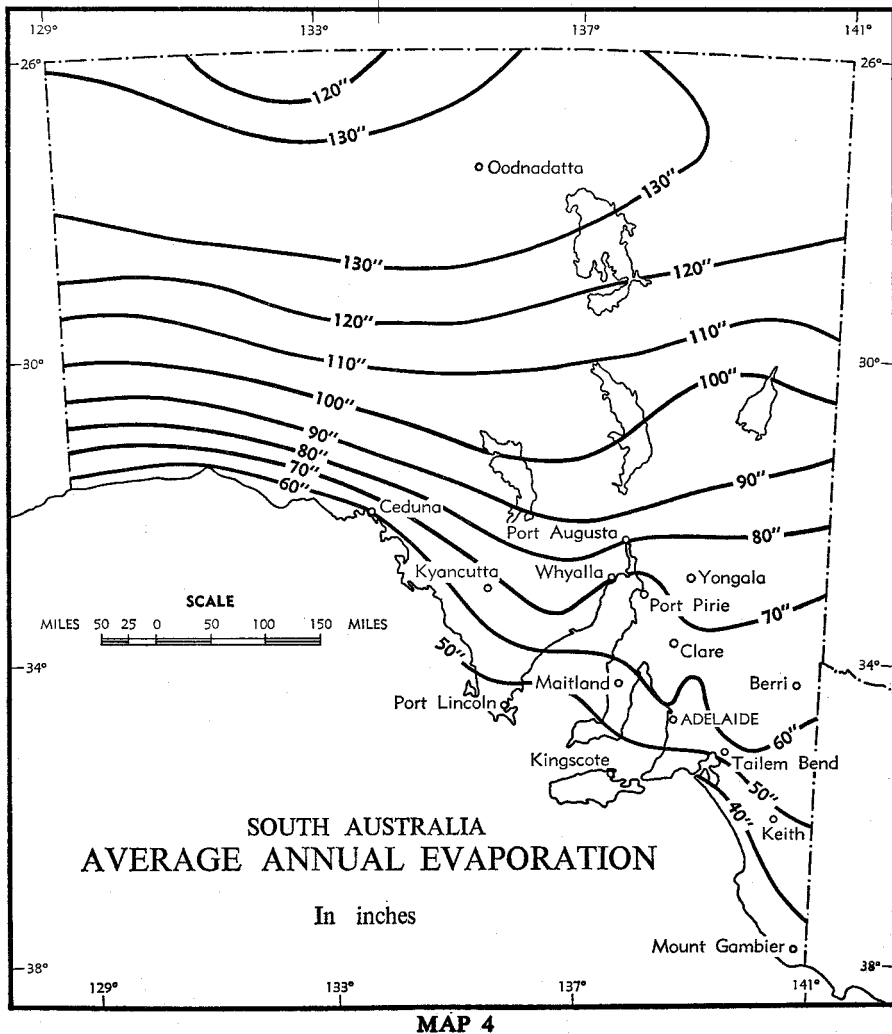 129° 133° 137° 141°
26° 26°
120"
130"
Oodnadatta
130"
130"
120"
120"
110"
110"
30° 30°
100"
100"
90"
90"
80"
80"
70"
60"
Ceduna
Port Augusta
Kyancutta
Whyalla
Yongala
Port Pirie
70"
SCALE
MILES 50 25 0 50 100 150 MILES
Clare
34° 34°
50"
Maitland
Berri
Port Lincoln
ADELAIDE
60"
Kingscote
Tailem Bend
50"
40"
Keith
SOUTH AUSTRALIA
AVERAGE ANNUAL EVAPORATION
In inches
Mount Gambier
38° 38°
129° 133° 137° 141°
MAP 4